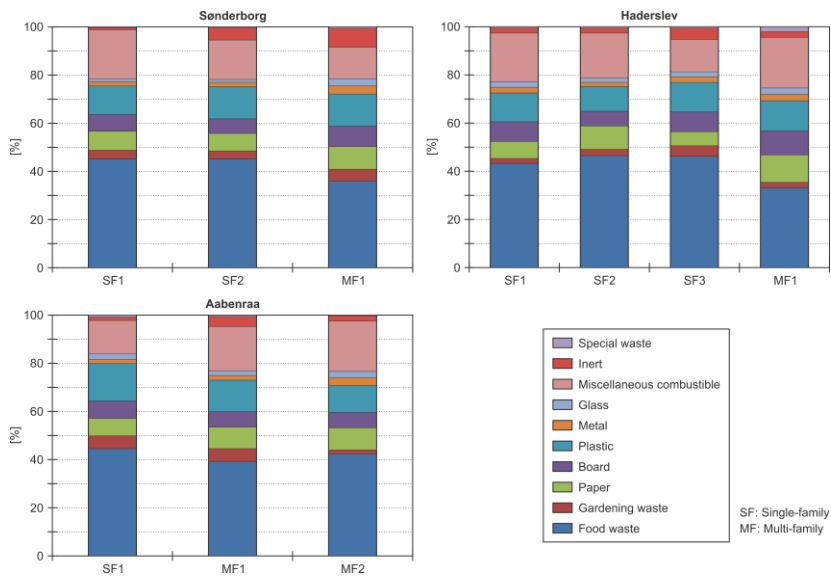 Sønderborg
100
80
60
[%]
40
20
0
SF1 SF2 MF1
Haderslev
100
80
60
[%]
40
20
0
SF1 SF2 SF3 MF1
Aabenraa
100
80
60
[%]
40
20
0
SF1 MF1 MF2
Special waste
Inert
Miscellaneous combustible
Glass
Metal
Plastic
Board
Paper
Gardening waste
Food waste
SF: Single-family
MF: Multi-family